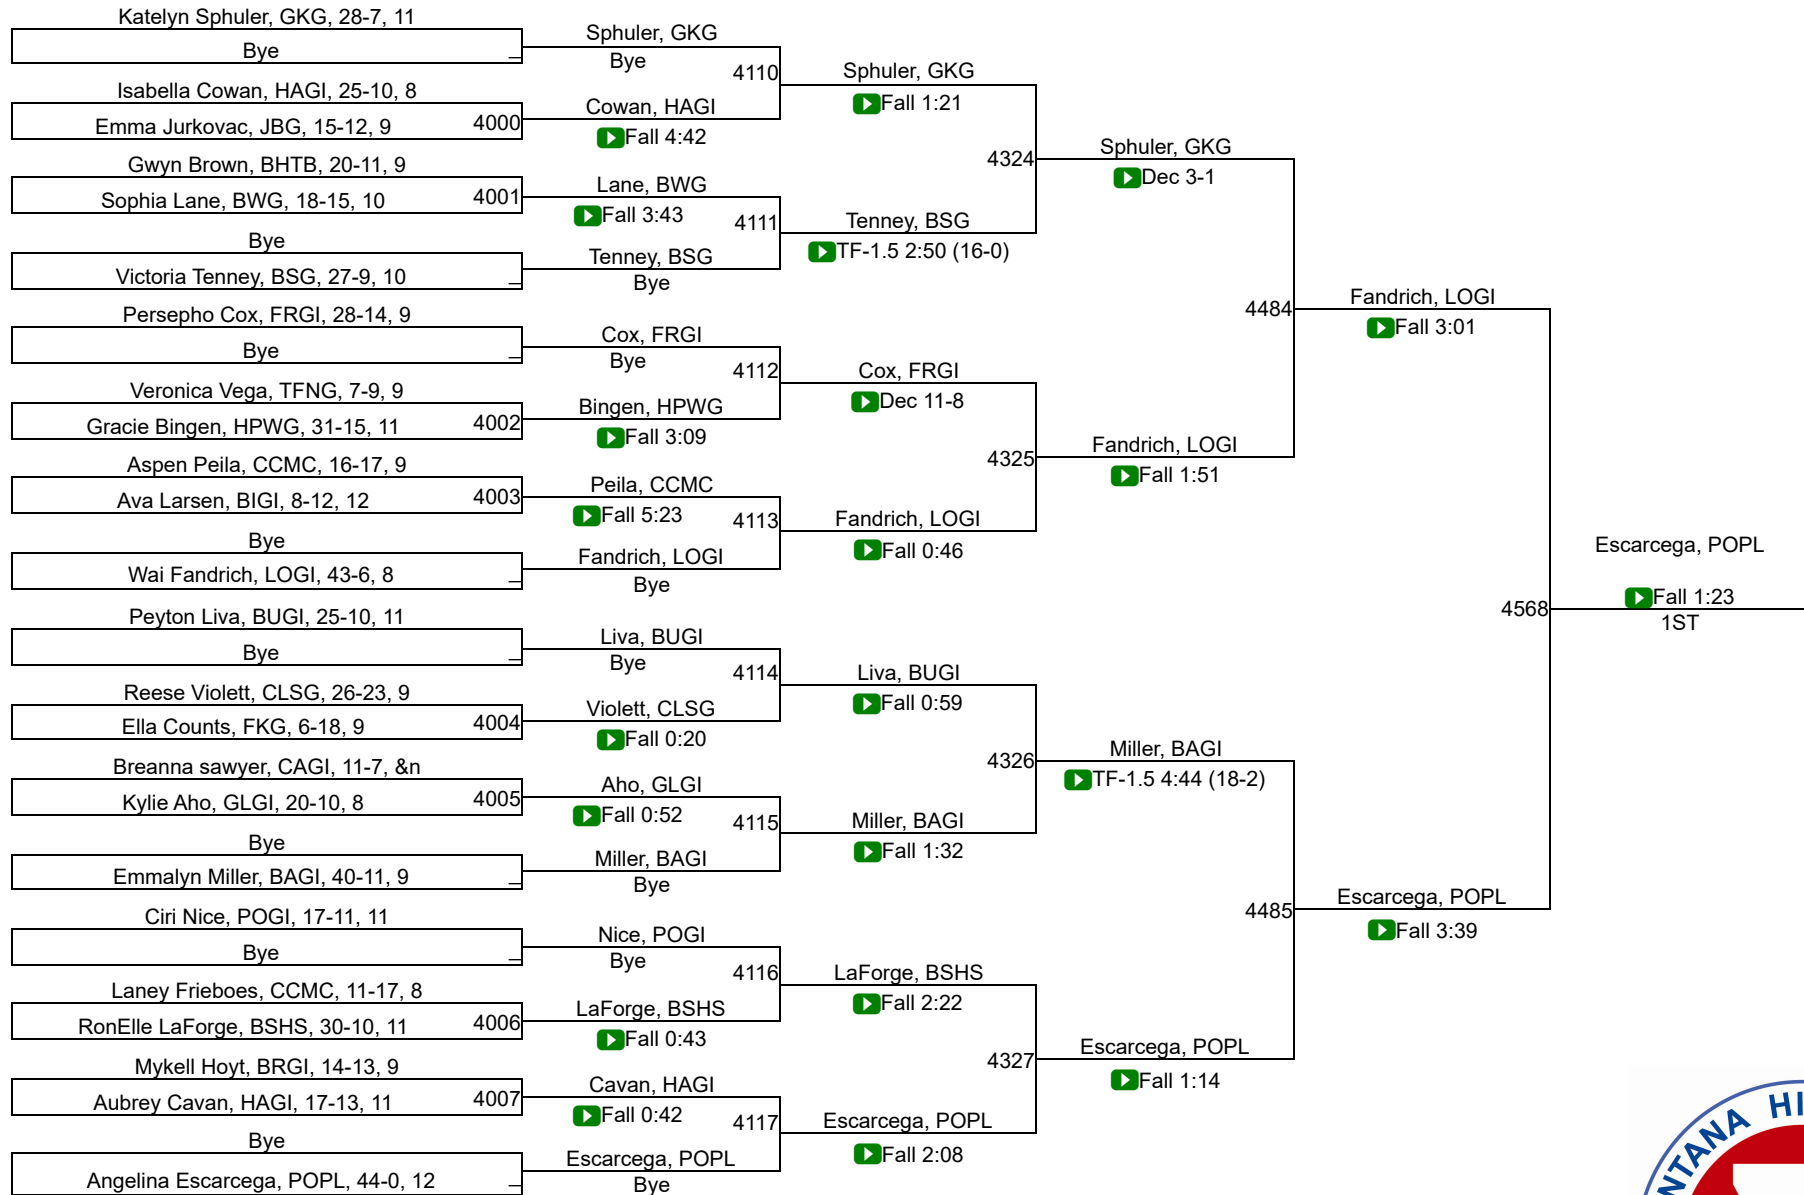 Katelyn Sphuler, GKG, 28-7, 11
Bye
Isabella Cowan, HAGI, 25-10, 8
Emma Jurkovac, JBG, 15-12, 9 4000
Gwyn Brown, BHTB, 20-11, 9
Sophia Lane, BWG, 18-15, 10 4001
Bye
Victoria Tenney, BSG, 27-9, 10
Persepho Cox, FRGI, 28-14, 9
Bye
Veronica Vega, TFNG, 7-9, 9
Gracie Bingen, HPWG, 31-15, 11 4002
Aspen Peila, CCMC, 16-17, 9
Ava Larsen, BIGI, 8-12, 12 4003
Bye
Wai Fandrich, LOGI, 43-6, 8
Peyton Liva, BUGI, 25-10, 11
Bye
Reese Violett, CLSG, 26-23, 9
Ella Counts, FKG, 6-18, 9 4004
Breanna sawyer, CAGI, 11-7, &n
Kylie Aho, GLGI, 20-10, 8 4005
Bye
Emmalyn Miller, BAGI, 40-11, 9
Ciri Nice, POGI, 17-11, 11
Bye
Laney Frieboes, CCMC, 11-17, 8
RonElle LaForge, BSHS, 30-10, 11 4006
Mykell Hoyt, BRGI, 14-13, 9
Aubrey Cavan, HAGI, 17-13, 11 4007
Bye
Angelina Escarcega, POPL, 44-0, 12
Sphuler, GKG
Bye
4110
Cowan, HAGI
Fall 4:42
Lane, BWG
Fall 3:43
4111
Tenney, BSG
Bye
Cox, FRGI
Bye
4112
Bingen, HPWG
Fall 3:09
Peila, CCMC
Fall 5:23
4113
Fandrich, LOGI
Bye
Liva, BUGI
Bye
4114
Violett, CLSG
Fall 0:20
Aho, GLGI
Fall 0:52
4115
Miller, BAGI
Bye
Nice, POGI
Bye
4116
LaForge, BSHS
Fall 0:43
Cavan, HAGI
Fall 0:42
4117
Escarcega, POPL
Bye
Sphuler, GKG
Fall 1:21
4324
Tenney, BSG
TF-1.5 2:50 (16-0)
Cox, FRGI
Dec 11-8
4325
Fandrich, LOGI
Fall 0:46
Liva, BUGI
Fall 0:59
4326
Miller, BAGI
Fall 1:32
LaForge, BSHS
Fall 2:22
4327
Escarcega, POPL
Fall 2:08
Sphuler, GKG
Dec 3-1
4484
Fandrich, LOGI
Fall 1:51
Miller, BAGI
TF-1.5 4:44 (18-2)
4485
Escarcega, POPL
Fall 1:14
Fandrich, LOGI
Fall 3:01
4568
Escarcega, POPL
Fall 3:39
Escarcega, POPL
Fall 1:23
1ST
NTANA HI